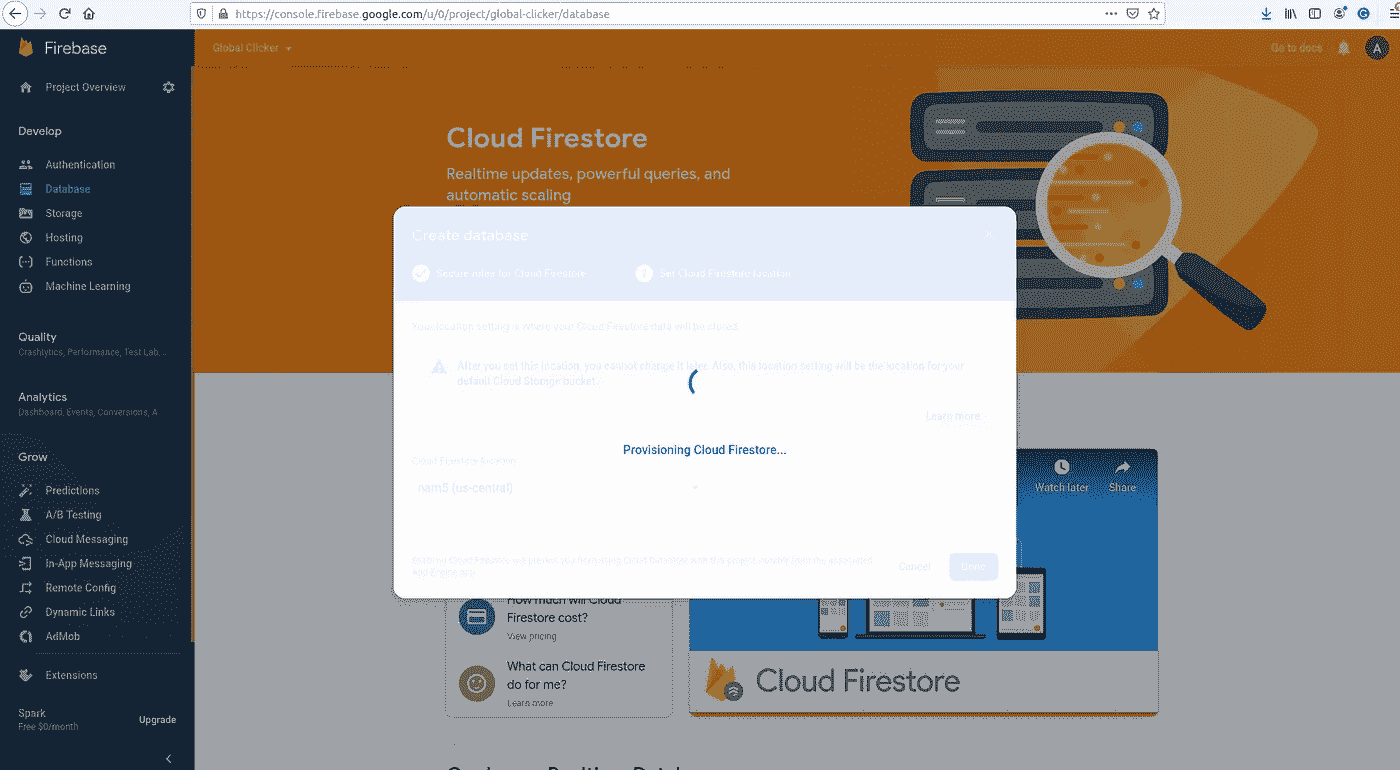 https://console.firebase.google.com/u/0/project/global-clicker/database
Firebase
Global Clicker
Go to docs
A
Project Overview
Develop
Authentication
Database
Storage
Hosting
Functions
Machine Learning
Quality
Crashlytics, Performance, Test Lab...
Analytics
Dashboard, Events, Conversions, A
Grow
Predictions
A/B Testing
Cloud Messaging
In-App Messaging
Remote Config
Dynamic Links
AdMob
Extensions
Spark
Free $0/month
Upgrade
Cloud Firestore
Realtime updates, powerful queries, and
automatic scaling
Create database
Secure rules for Cloud Firestore
Set Cloud Firestore location
Your location setting is where your Cloud Firestore data will be stored.
After you set this location, you cannot change it later. Also, this location setting will be the location for your
default Cloud Storage bucket.
Learn more
Provisioning Cloud Firestore...
Cloud Firestore location
nam5 (us-central)
Cancel
Done
Watch later
Share
How much will Cloud
Firestore cost?
View pricing
What can Cloud Firestore
do for me?
Learn more
Cloud Firestore